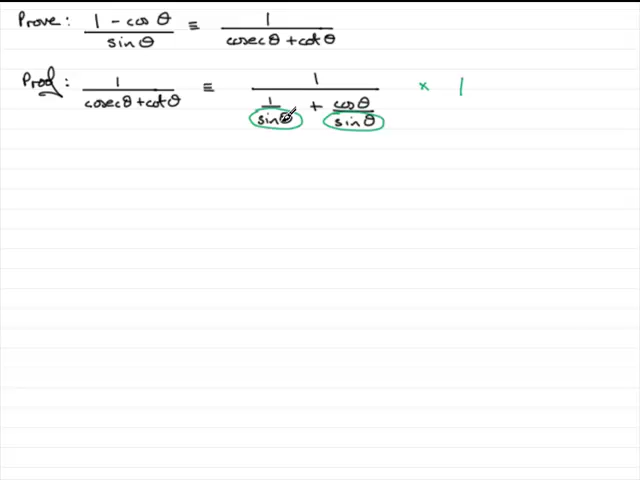 Prove: (1 - cos θ)/(sin θ) ≡ 1/(cosec θ + cot θ)
Proof: 1/(cosec θ + cot θ) ≡ 1/(1/(sin θ) + (cos θ)/(sin θ)) × 1